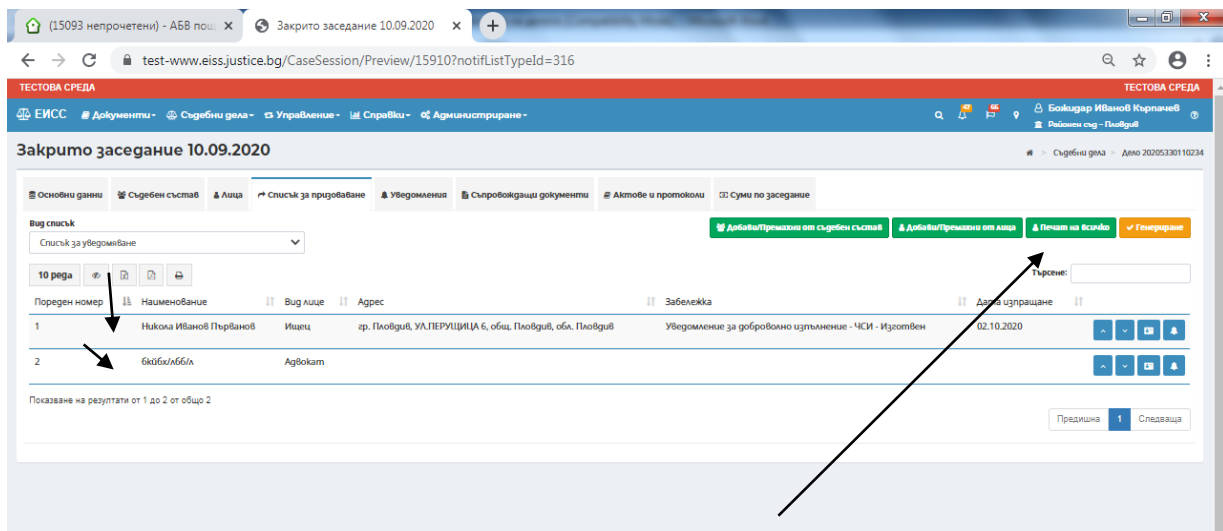 (15093 непрочетени) - АБВ пощ
Закрито заседание 10.09.2020
test-www.eiss.justice.bg/CaseSession/Preview/15910?notifListTypeId=316
ТЕСТОВА СРЕДА ТЕСТОВА СРЕДА
ЕИСС Документи Съдебни дела Управление Справки Администриране
Божидар Иванов Кърпачев
Районен съд – Пловдив
Закрито заседание 10.09.2020
> Съдебни дела > Дело 20205330110234
Основни данни Съдебен състав Лица Списък за призоваване Уведомления Съпровождащи документи Актове и протоколи Суми по заседание
Вид списък
Списък за уведомяване
Добави/Премахни от съдебен състав Добави/Премахни от лица Печат на всичко Генериране
10 реда
Търсене:
Пореден номер Наименование Вид лице Адрес Забележка Дата изпращане
1 Никола Иванов Първанов Ищец гр. Пловдив, УЛ.ПЕРУЩИЦА 6, общ. Пловдив, обл. Пловдив Уведомление за доброволно изпълнение - ЧСИ - Изготвен 02.10.2020
2 бкйбх/лбб/л Адвокат
Показване на резултати от 1 до 2 от общо 2
Предишна 1 Следваща